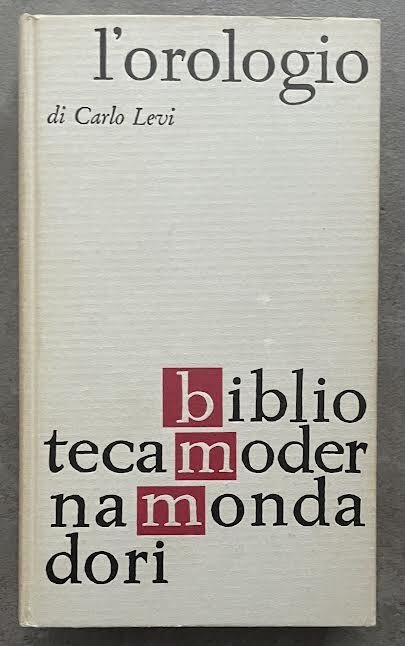 l'orologio
di Carlo Levi
biblio
tecamoder
namonda
dori